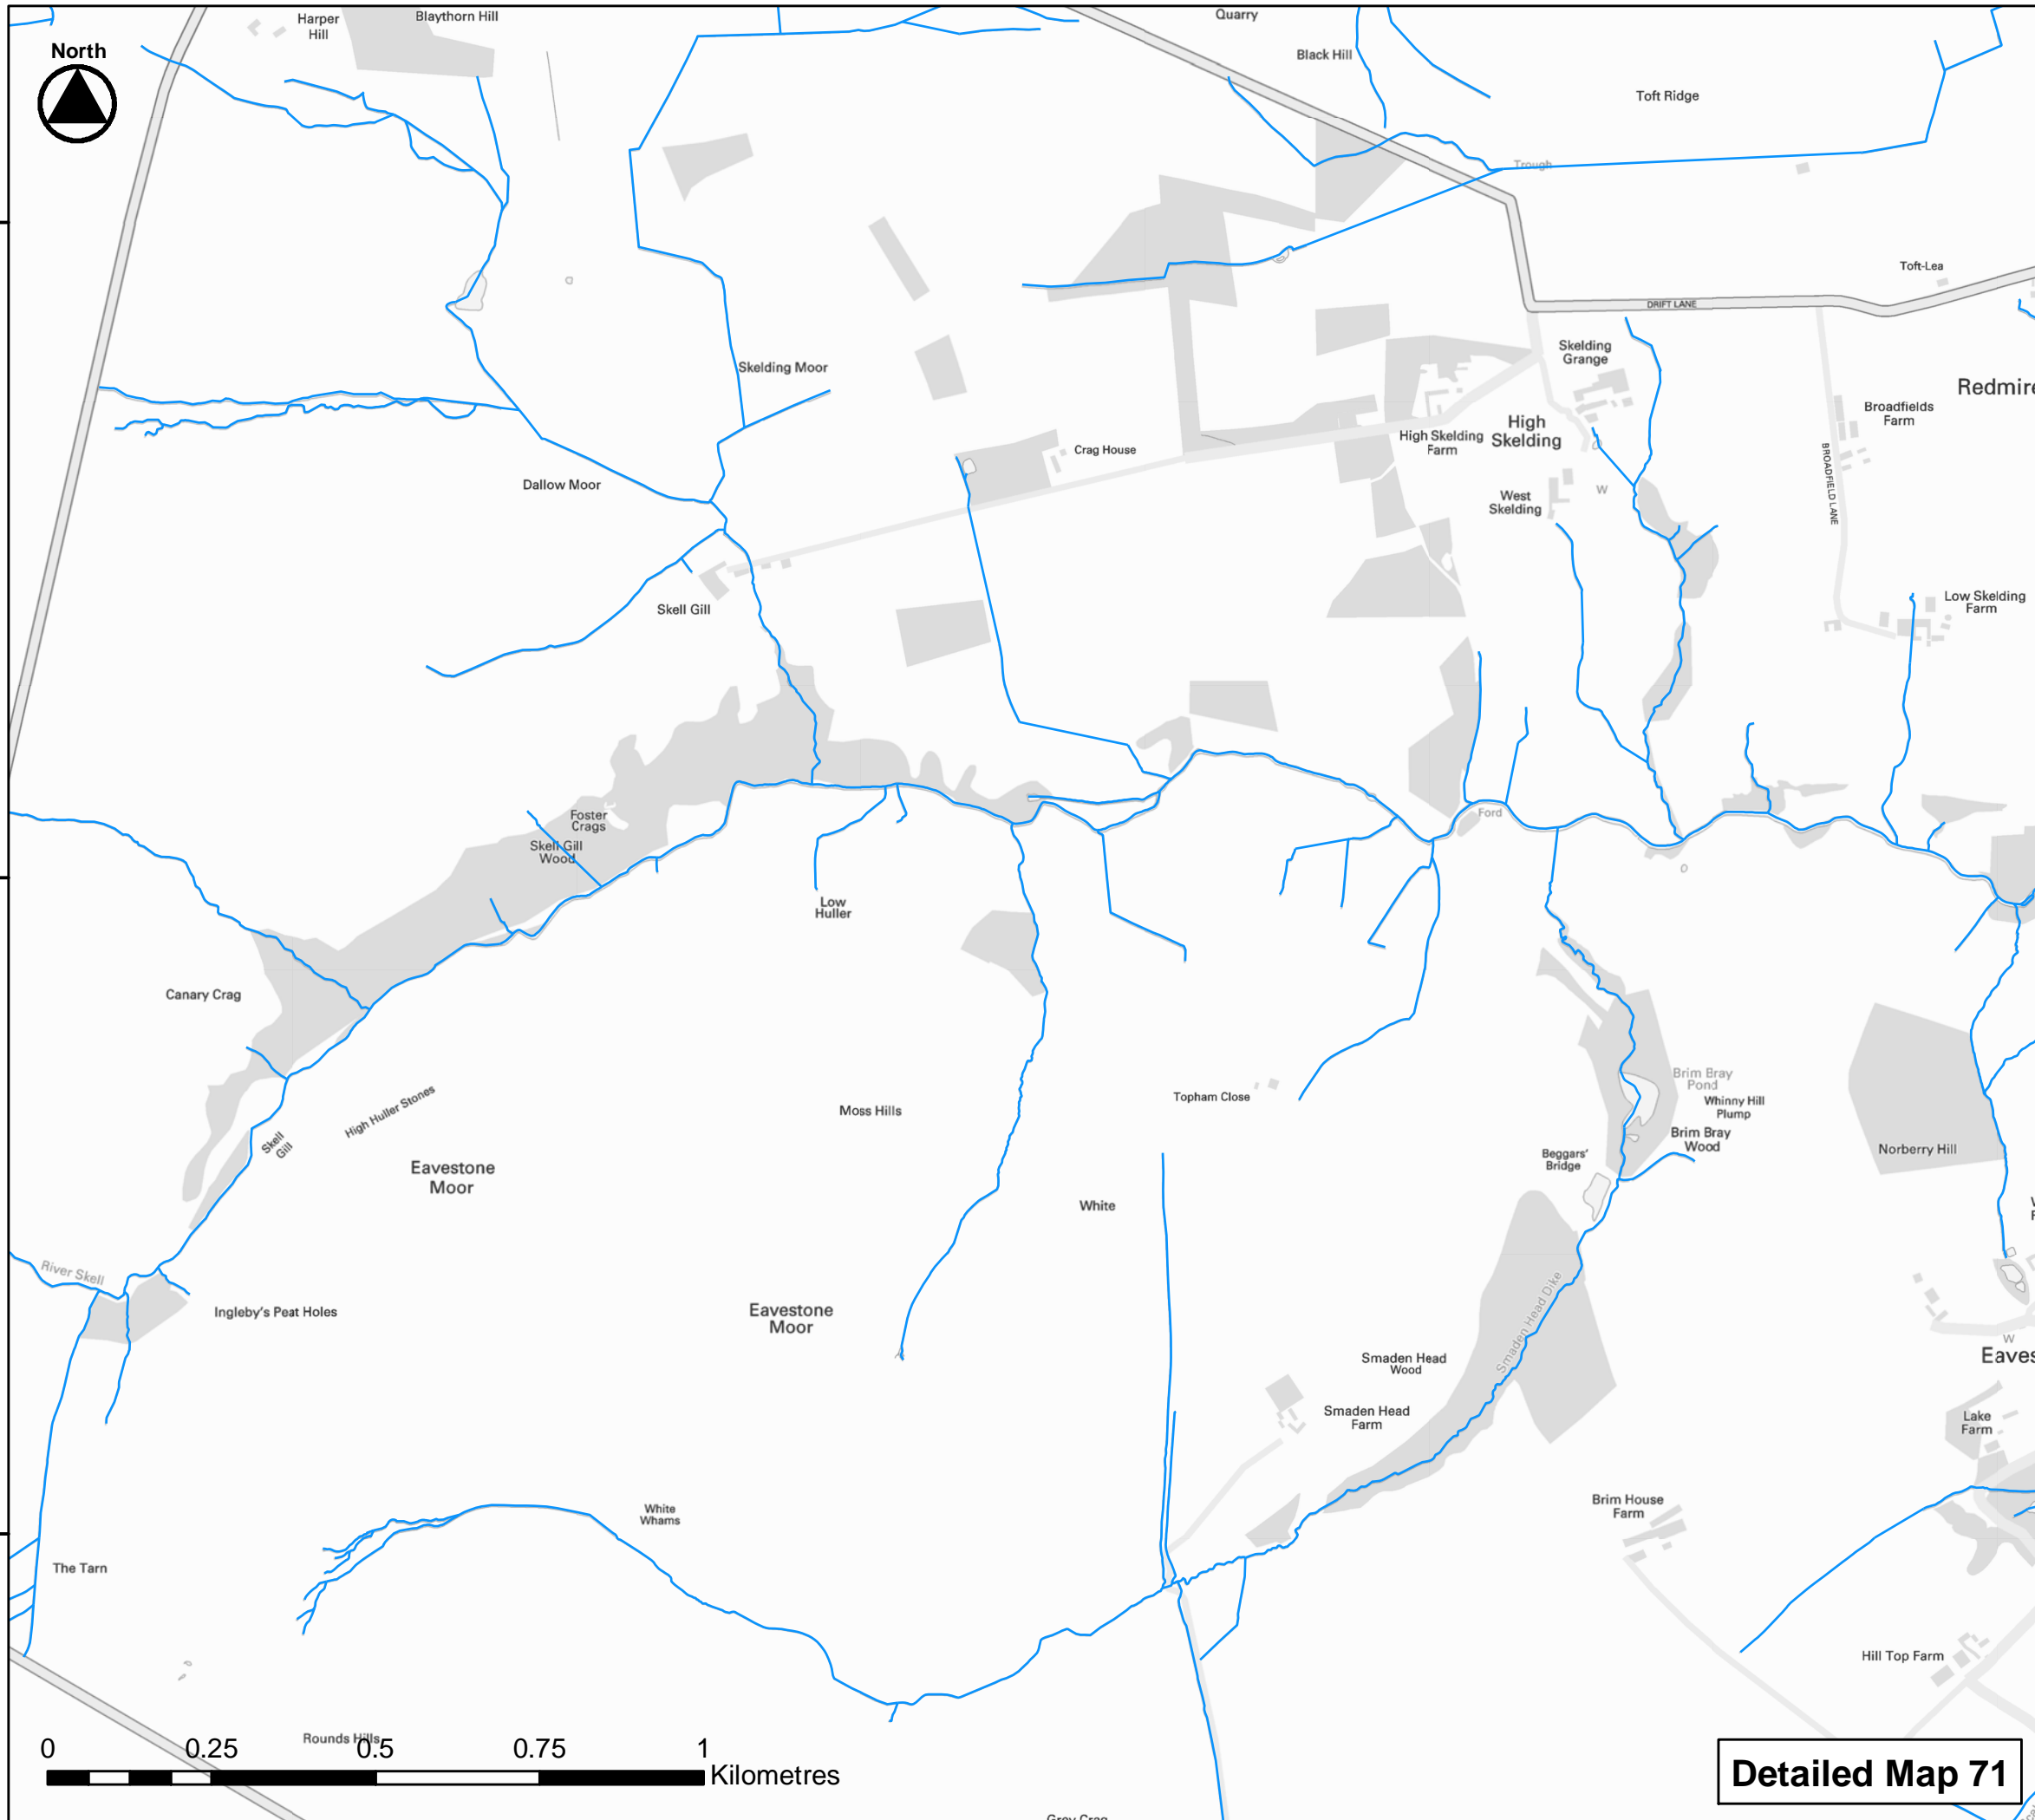 Harper
Hill
Blaythorn Hill
Quarry
Black Hill
North
Toft Ridge
Trough
Toft-Lea
DRIFT LANE
Skelding Moor
Skelding
Grange
Broadfields
Farm
High Skelding
Farm
High
Skelding
Crag House
Dallow Moor
West
Skelding
W
BROADFIELD LANE
Skell Gill
Low Skelding
Farm
Foster
Crags
Skell Gill
Wood
Ford
Low
Huller
Canary Crag
High Huller Stones
Skell
Gill
Moss Hills
Topham Close
Brim Bray
Pond
Whinny Hill
Plump
Brim Bray
Wood
Beggars'
Bridge
Norberry Hill
Eavestone
Moor
White
River Skell
Ingleby's Peat Holes
Eavestone
Moor
Smaden Head Dike
Smaden Head
Wood
Smaden Head
Farm
W
Lake
Farm
White
Whams
Brim House
Farm
The Tarn
Hill Top Farm
Rounds Hills
0 0.25 0.5 0.75 1
Kilometres
Detailed Map 71